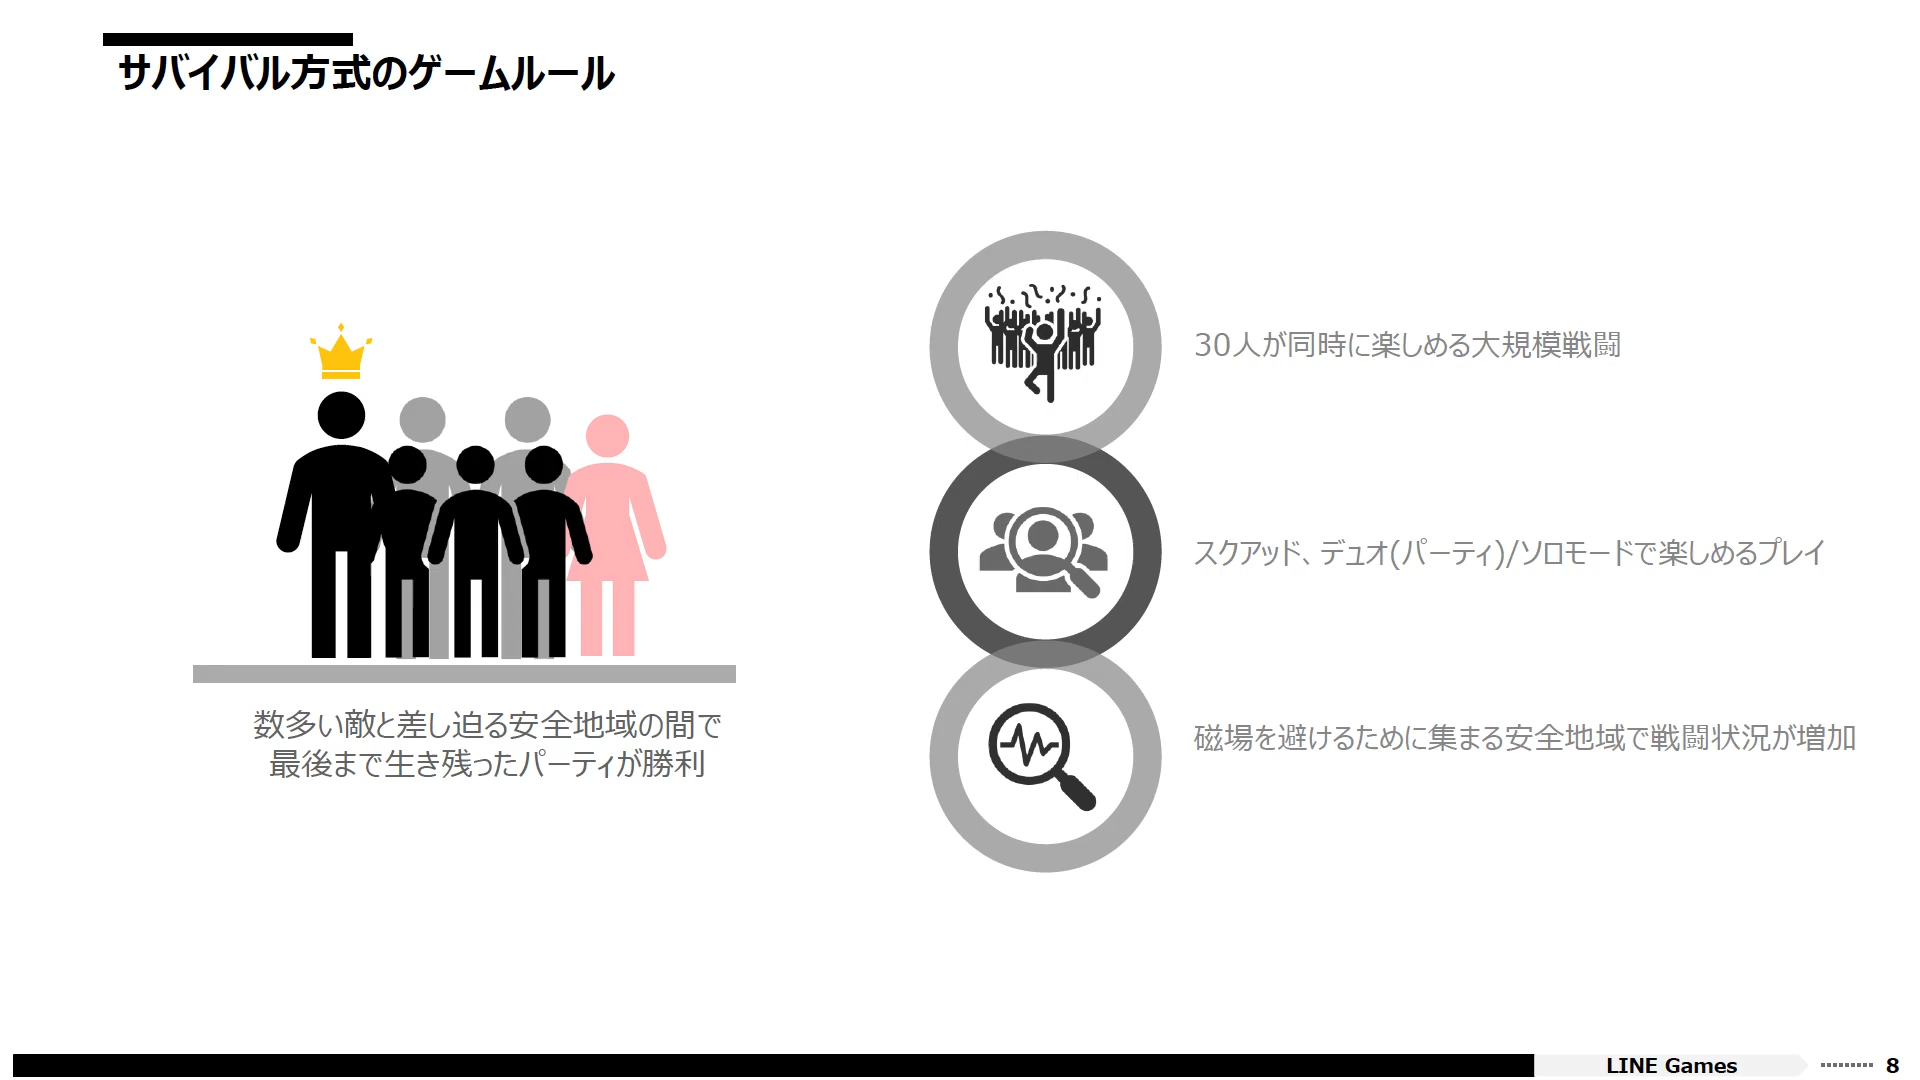 サバイバル方式のゲームルール
数多い敵と差し迫る安全地域の間で
最後まで生き残ったパーティが勝利
30人が同時に楽しめる大規模戦闘
スクアッド、デュオ(パーティ)/ソロモードで楽しめるプレイ
磁場を避けるために集まる安全地域で戦闘状況が増加
LINE Games
8